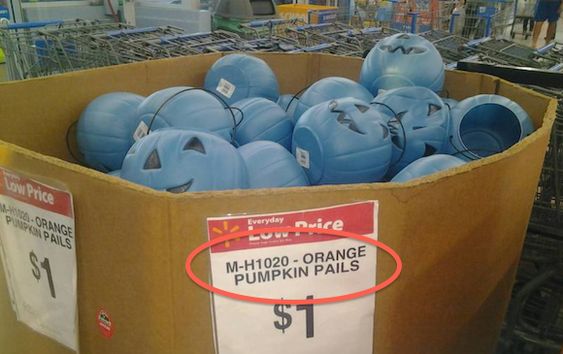 Low Price
M-H1020 - ORANGE
PUMPKIN PAILS
$1
Everyday
Low Price
M-H1020 - ORANGE
PUMPKIN PAILS
$1